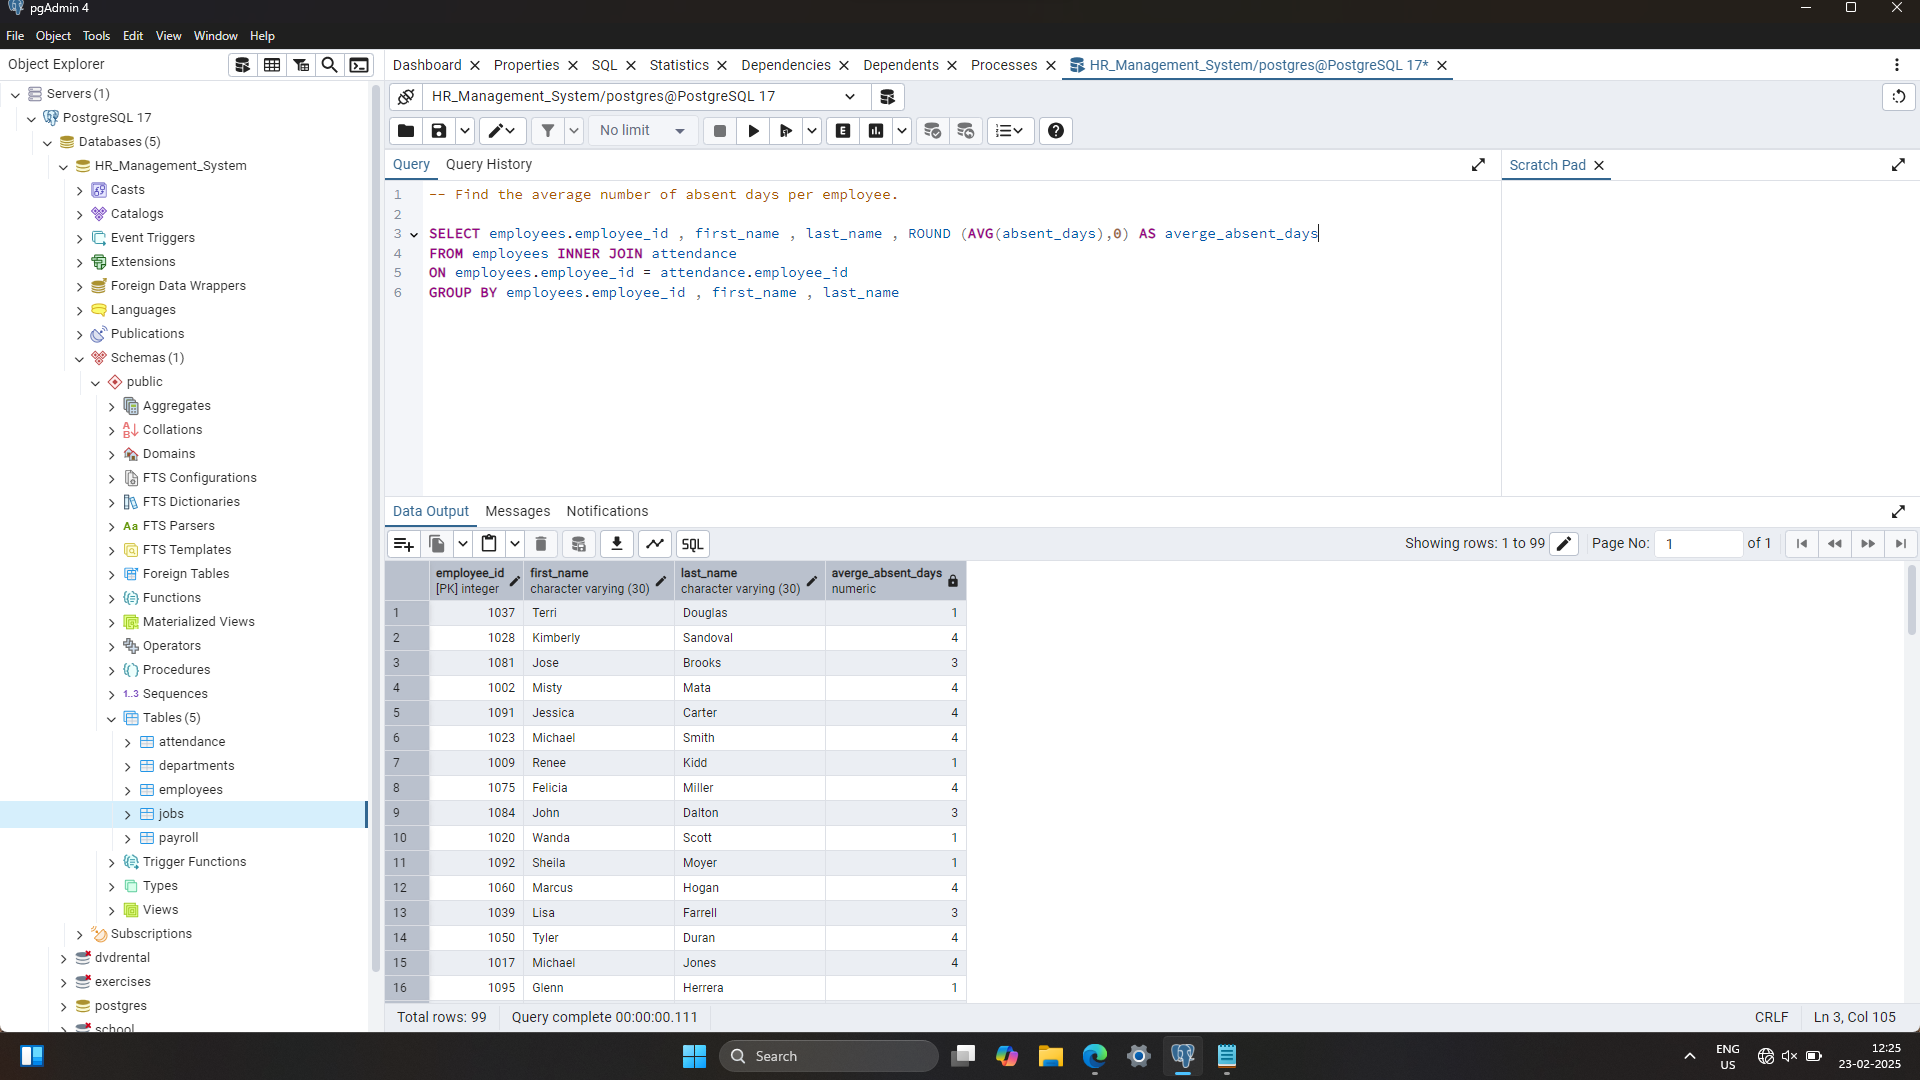 pgAdmin 4
File Object Tools Edit View Window Help
Object Explorer
Dashboard Properties SQL Statistics Dependencies Dependents Processes HR_Management_System/postgres@PostgreSQL 17*
Servers (1)
PostgreSQL 17
Databases (5)
HR_Management_System
Casts
Catalogs
Event Triggers
Extensions
Foreign Data Wrappers
Languages
Publications
Schemas (1)
public
Aggregates
Collations
Domains
FTS Configurations
FTS Dictionaries
Aa FTS Parsers
FTS Templates
Foreign Tables
Functions
Materialized Views
Operators
Procedures
1..3 Sequences
Tables (5)
attendance
departments
employees
jobs
payroll
Trigger Functions
Types
Views
Subscriptions
dvdrental
exercises
postgres
school
HR_Management_System/postgres@PostgreSQL 17
No limit
E
Query Query History
Scratch Pad
1 -- Find the average number of absent days per employee.
2
3 SELECT employees.employee_id , first_name , last_name , ROUND (AVG(absent_days),0) AS averge_absent_days
4 FROM employees INNER JOIN attendance
5 ON employees.employee_id = attendance.employee_id
6 GROUP BY employees.employee_id , first_name , last_name
Data Output Messages Notifications
SQL
Showing rows: 1 to 99 Page No: 1 of 1
employee_id first_name last_name averge_absent_days
[PK] integer character varying (30) character varying (30) numeric
1 1037 Terri Douglas 1
2 1028 Kimberly Sandoval 4
3 1081 Jose Brooks 3
4 1002 Misty Mata 4
5 1091 Jessica Carter 4
6 1023 Michael Smith 4
7 1009 Renee Kidd 1
8 1075 Felicia Miller 4
9 1084 John Dalton 3
10 1020 Wanda Scott 1
11 1092 Sheila Moyer 1
12 1060 Marcus Hogan 4
13 1039 Lisa Farrell 3
14 1050 Tyler Duran 4
15 1017 Michael Jones 4
16 1095 Glenn Herrera 1
Total rows: 99 Query complete 00:00:00.111 CRLF Ln 3, Col 105
Search
ENG
US
12:25
23-02-2025